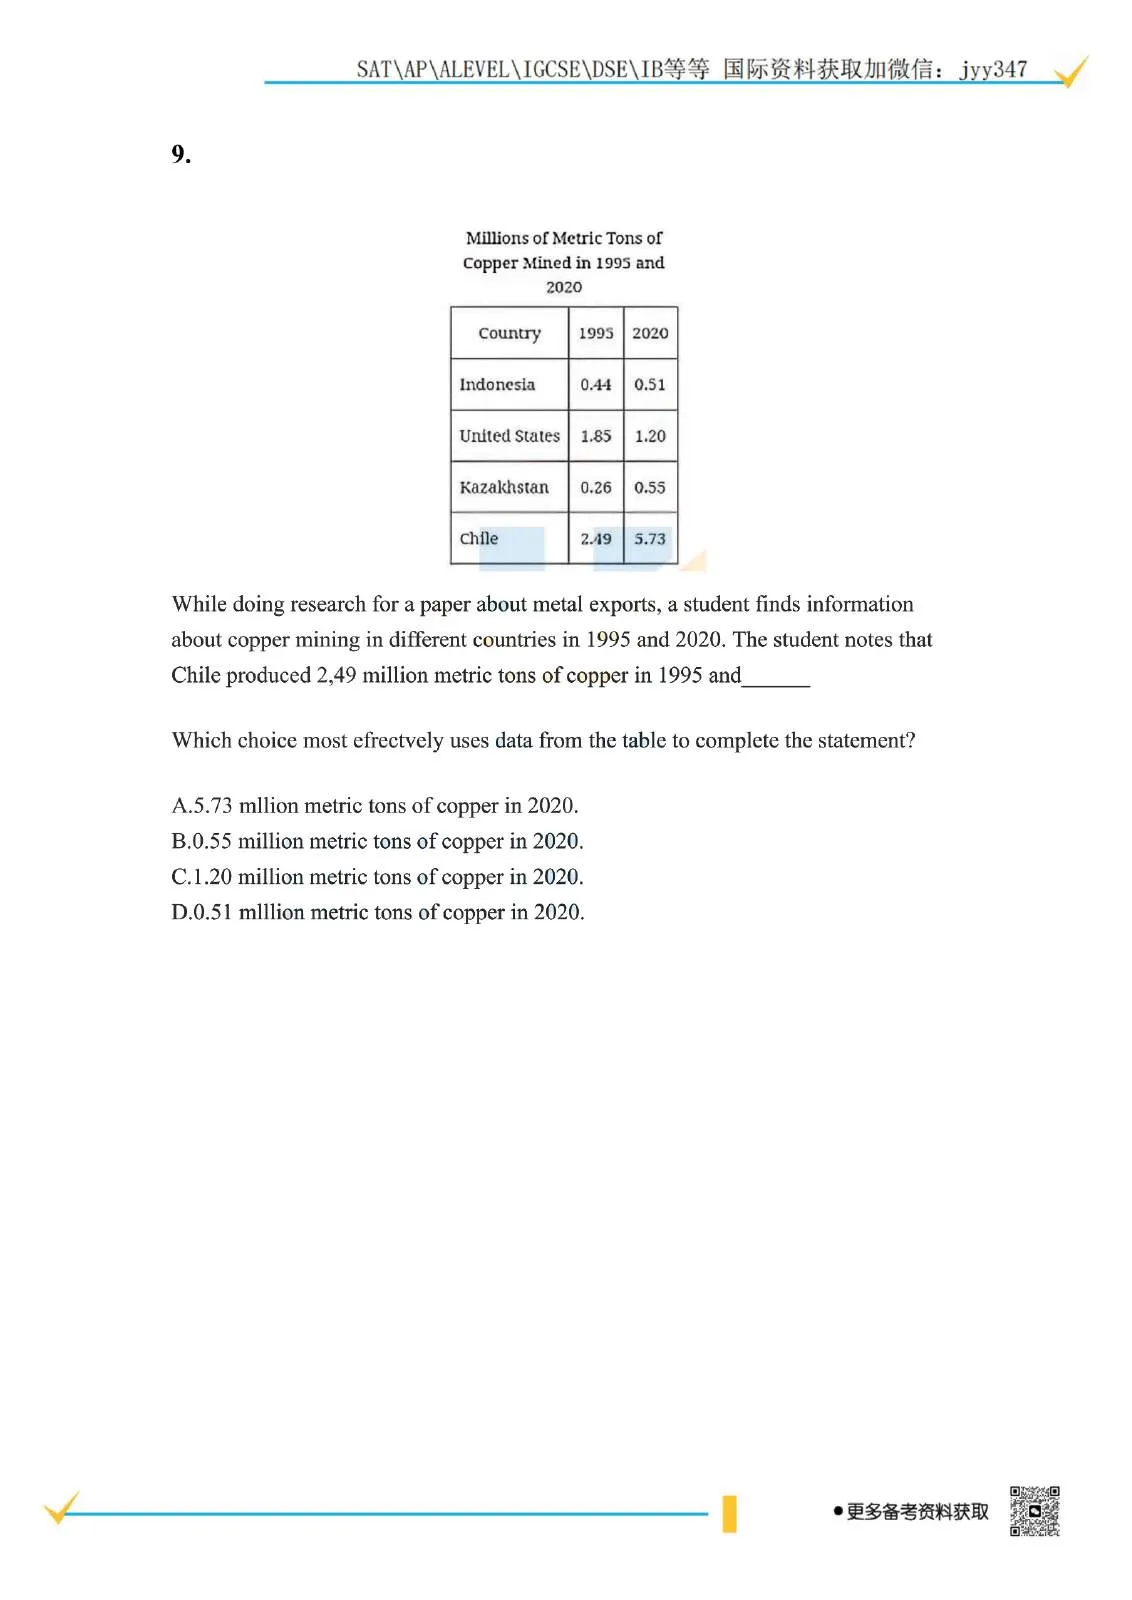 SAT\AP\ALEVEL\IGCSE\DSE\IB等等 国际资料获取加微信：jyy347
9.
Millions of Metric Tons of
Copper Mined in 1995 and
2020
Country 1995 2020
Indonesia 0.44 0.51
United States 1.85 1.20
Kazakhstan 0.26 0.55
Chile 2.49 5.73
While doing research for a paper about metal exports, a student finds information
about copper mining in different countries in 1995 and 2020. The student notes that
Chile produced 2,49 million metric tons of copper in 1995 and______
Which choice most efrectvely uses data from the table to complete the statement?
A.5.73 mllion metric tons of copper in 2020.
B.0.55 million metric tons of copper in 2020.
C.1.20 million metric tons of copper in 2020.
D.0.51 mlllion metric tons of copper in 2020.
●更多备考资料获取